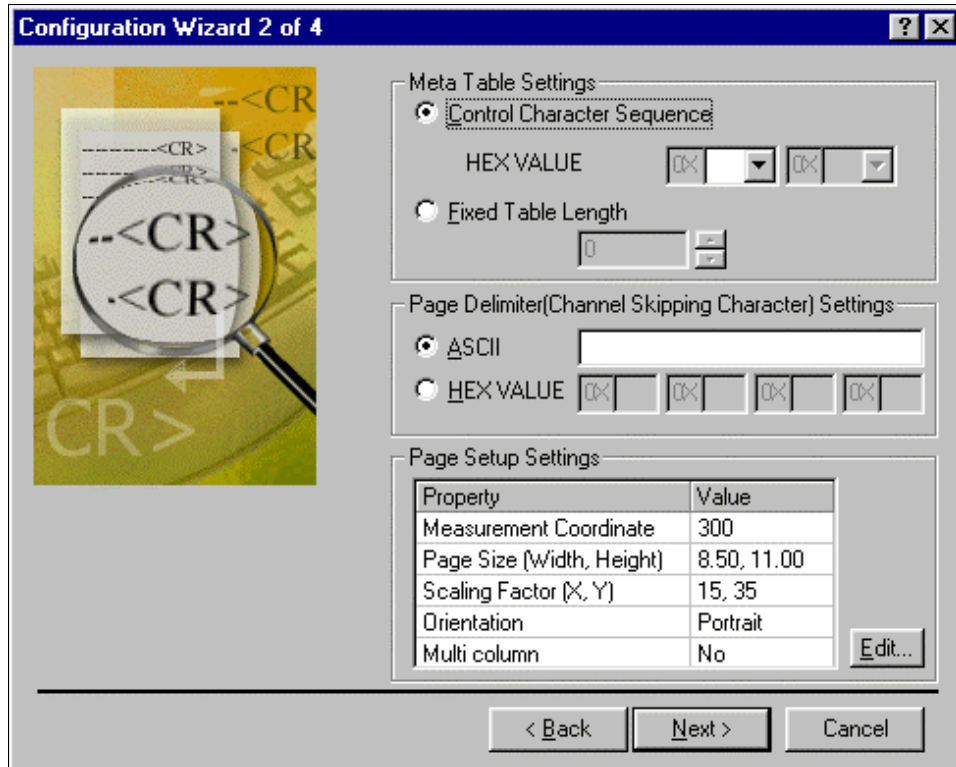 Configuration Wizard 2 of 4
--<CR
-<CR
---------<CR>
<CR>
<CR>
--<CR>
-<CR>
CR>
Meta Table Settings
Control Character Sequence
HEX VALUE 0X 0X
Fixed Table Length
0
Page Delimiter(Channel Skipping Character) Settings
ASCII
HEX VALUE 0X 0X 0X 0X
Page Setup Settings
Property Value
Measurement Coordinate 300
Page Size (Width, Height) 8.50, 11.00
Scaling Factor (X, Y) 15, 35
Orientation Portrait
Multi column No
Edit...
< Back Next > Cancel